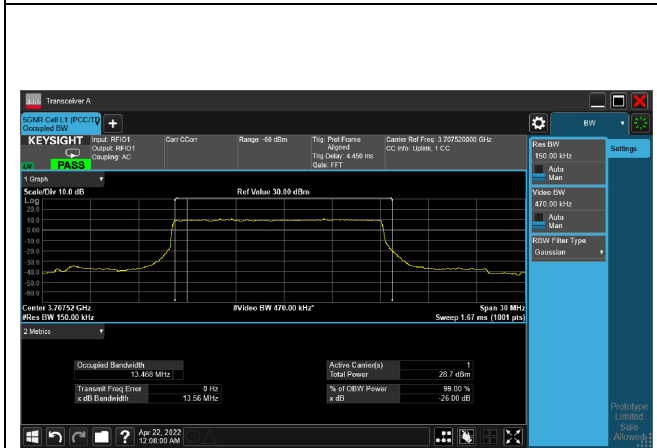 Transceiver A
5GNR Cell L1 (PCC/TD
Occupied BW
BW
KEYSIGHT
Input: RFIO1
Output: RFIO1
Coupling: AC
Corr CCorr
Range: -60 dBm
Trig: Prot Frame
Aligned
Trig Delay: 4.450 ms
Gate: FFT
Carrier Ref Freq: 3.707520000 GHz
CC Info: Uplink, 1 CC
PASS
Res BW
150.00 kHz
Auto
Man
Settings
Video BW
470.00 kHz
Auto
Man
RBW Filter Type
Gaussian
1 Graph
Scale/Div 10.0 dB
Ref Value 30.00 dBm
Log
20.0
10.0
0.00
-10.0
-20.0
-30.0
-40.0
-50.0
-60.0
Center 3.70752 GHz
#Video BW 470.00 kHz*
Span 30 MHz
#Res BW 150.00 kHz
Sweep 1.67 ms (1001 pts)
2 Metrics
Occupied Bandwidth
13.468 MHz
Active Carrier(s) 1
Total Power 28.7 dBm
Transmit Freq Error 0 Hz
x dB Bandwidth 13.56 MHz
% of OBW Power 99.00 %
x dB -26.00 dB
Prototype
Limited
Sale
Allowed
Apr 22, 2022
12:08:00 AM